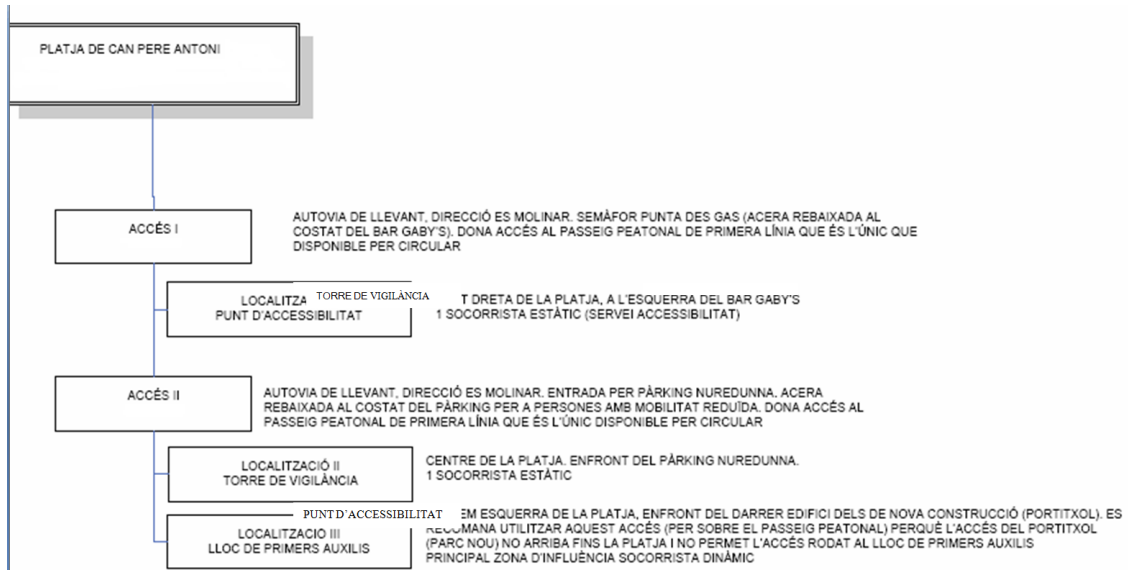 PLATJA DE CAN PERE ANTONI
ACCÉS I
AUTOVIA DE LLEVANT, DIRECCIÓ ES MOLINAR. SEMÀFOR PUNTA DES GAS (ACERA REBAIXADA AL
COSTAT DEL BAR GABY'S). DONA ACCÉS AL PASSEIG PEATONAL DE PRIMERA LÍNIA QUE ÉS L'ÚNIC QUE
DISPONIBLE PER CIRCULAR
TORRE DE VIGILÀNCIA
PUNT D'ACCESSIBILITAT
DRETA DE LA PLATJA, A L'ESQUERRA DEL BAR GABY'S
1 SOCORRISTA ESTÀTIC (SERVEI ACCESSIBILITAT)
ACCÉS II
AUTOVIA DE LLEVANT, DIRECCIÓ ES MOLINAR. ENTRADA PER PÀRKING NUREDUNNA. ACERA
REBAIXADA AL COSTAT DEL PÀRKING PER A PERSONES AMB MOBILITAT REDUÏDA. DONA ACCÉS AL
PASSEIG PEATONAL DE PRIMERA LÍNIA QUE ÉS L'ÚNIC DISPONIBLE PER CIRCULAR
LOCALITZACIÓ II
TORRE DE VIGILÀNCIA
CENTRE DE LA PLATJA. ENFRONT DEL PÀRKING NUREDUNNA.
1 SOCORRISTA ESTÀTIC
PUNT D'ACCESSIBILITAT
LOCALITZACIO III
LLOC DE PRIMERS AUXILIS
ESQUERRA DE LA PLATJA, ENFRONT DEL DARRER EDIFICI DELS DE NOVA CONSTRUCCIÓ (PORTITXOL). ES
RECOMANA UTILITZAR AQUEST ACCÉS (PER SOBRE EL PASSEIG PEATONAL) PERQUÈ L'ACCÉS DEL PORTITXOL
(PARC NOU) NO ARRIBA FINS LA PLATJA I NO PERMET L'ACCÉS RODAT AL LLOC DE PRIMERS AUXILIS
PRINCIPAL ZONA D'INFLUÈNCIA SOCORRISTA DINÀMIC